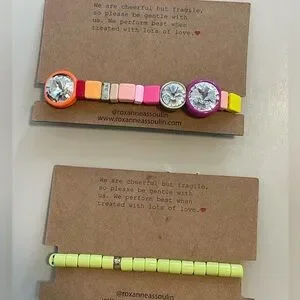 We are cheerful but fragile,
so please be gentle with
us. We perform best when
treated with lots of love.❤
@roxanneassoulin
www.roxanneassoulin.com
We are cheerful but fragile,
so please be gentle with
us. We perform best when
treated with lots of love.❤
@roxanneassoulin